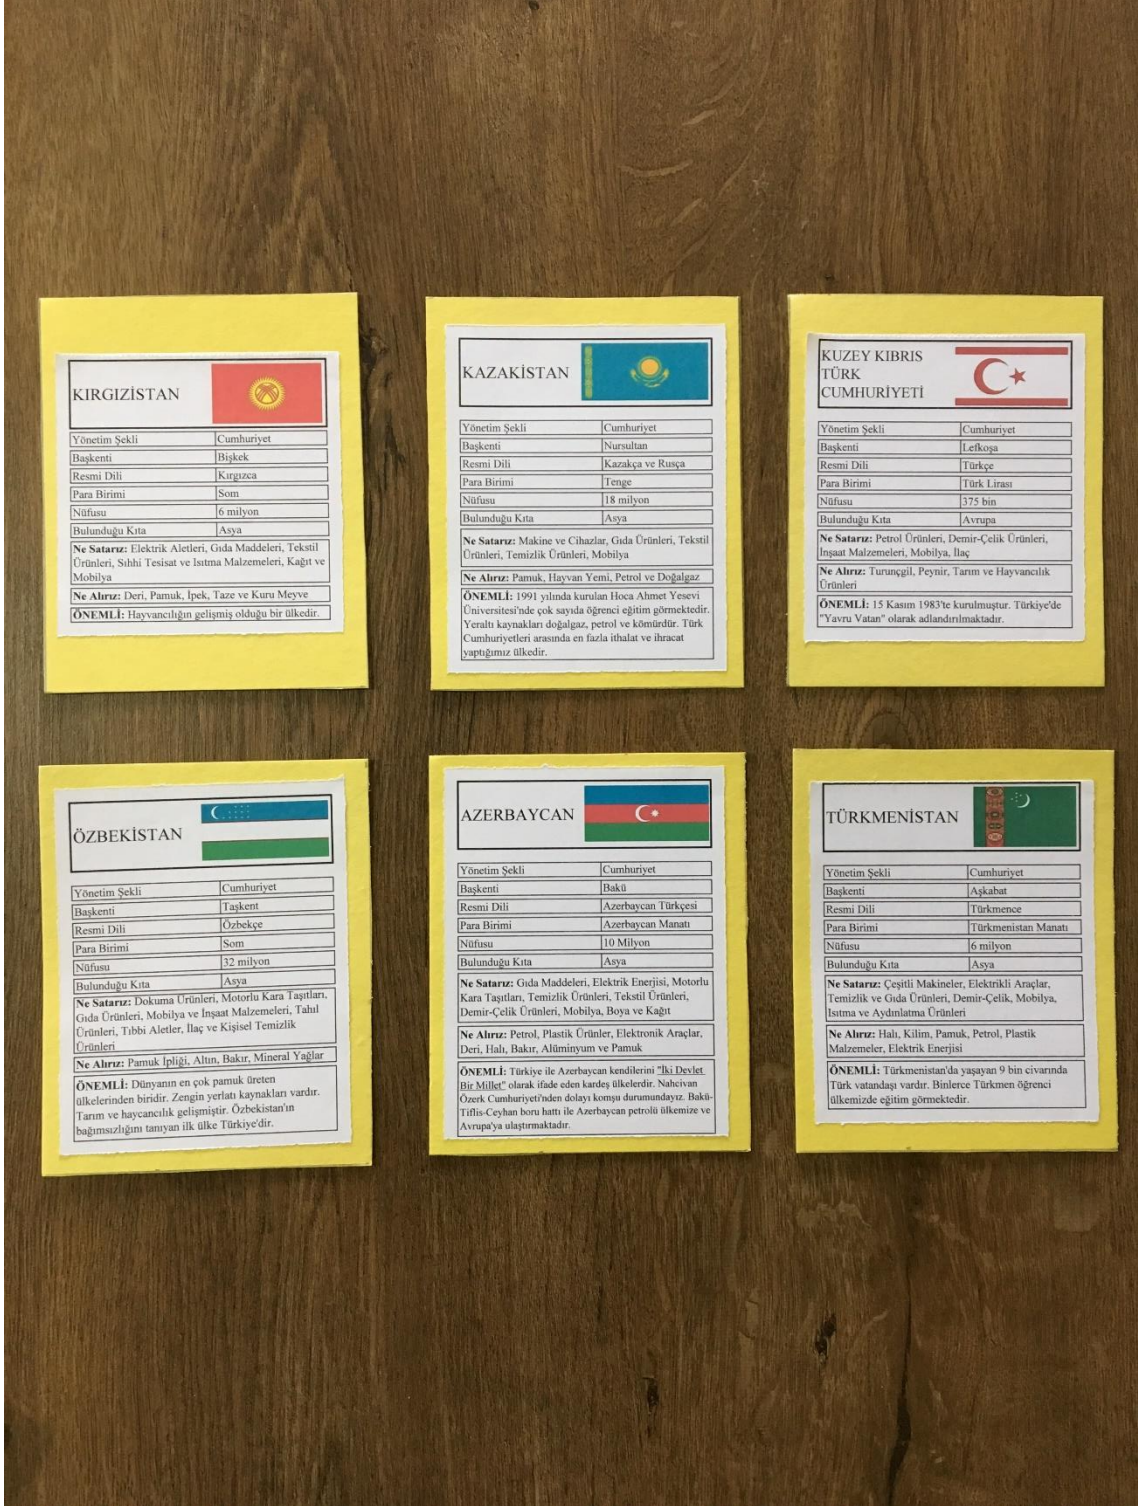 KIRGIZİSTAN
Yönetim Şekli Cumhuriyet
Başkenti Bişkek
Resmi Dili Kırgızca
Para Birimi Som
Nüfusu 6 milyon
Bulunduğu Kıta Asya
Ne Satarız: Elektrik Aletleri, Gıda Maddeleri, Tekstil
Ürünleri, Sıhhi Tesisat ve Isıtma Malzemeleri, Kağıt ve
Mobilya
Ne Alırız: Deri, Pamuk, İpek, Taze ve Kuru Meyve
ÖNEMLİ: Hayvancılığın gelişmiş olduğu bir ülkedir.
KAZAKİSTAN
Yönetim Şekli Cumhuriyet
Başkenti Nursultan
Resmi Dili Kazakça ve Rusça
Para Birimi Tenge
Nüfusu 18 milyon
Bulunduğu Kıta Asya
Ne Satarız: Makine ve Cihazlar, Gıda Ürünleri, Tekstil
Ürünleri, Temizlik Ürünleri, Mobilya
Ne Alırız: Pamuk, Hayvan Yemi, Petrol ve Doğalgaz
ÖNEMLİ: 1991 yılında kurulan Hoca Ahmet Yesevi
Üniversitesi'nde çok sayıda öğrenci eğitim görmektedir.
Yeraltı kaynakları doğalgaz, petrol ve kömürdür. Türk
Cumhuriyetleri arasında en fazla ithalat ve ihracat
yaptığımız ülkedir.
KUZEY KIBRIS
TÜRK
CUMHURİYETİ
Yönetim Şekli Cumhuriyet
Başkenti Lefkoşa
Resmi Dili Türkçe
Para Birimi Türk Lirası
Nüfusu 375 bin
Bulunduğu Kıta Avrupa
Ne Satarız: Petrol Ürünleri, Demir-Çelik Ürünleri,
İnşaat Malzemeleri, Mobilya, İlaç
Ne Alırız: Turunçgil, Peynir, Tarım ve Hayvancılık
Ürünleri
ÖNEMLİ: 15 Kasım 1983'te kurulmuştur. Türkiye'de
"Yavru Vatan" olarak adlandırılmaktadır.
ÖZBEKİSTAN
Yönetim Şekli Cumhuriyet
Başkenti Taşkent
Resmi Dili Özbekçe
Para Birimi Som
Nüfusu 32 milyon
Bulunduğu Kıta Asya
Ne Satarız: Dokuma Ürünleri, Motorlu Kara Taşıtları,
Gıda Ürünleri, Mobilya ve İnşaat Malzemeleri, Tahıl
Ürünleri, Tıbbi Aletler, İlaç ve Kişisel Temizlik
Ürünleri
Ne Alırız: Pamuk İpliği, Altın, Bakır, Mineral Yağlar
ÖNEMLİ: Dünyanın en çok pamuk üreten
ülkelerinden biridir. Zengin yerlatı kaynakları vardır.
Tarım ve haycancılık gelişmiştir. Özbekistan'ın
bağımsızlığını tanıyan ilk ülke Türkiye'dir.
AZERBAYCAN
Yönetim Şekli Cumhuriyet
Başkenti Bakü
Resmi Dili Azerbaycan Türkçesi
Para Birimi Azerbaycan Manatı
Nüfusu 10 Milyon
Bulunduğu Kıta Asya
Ne Satarız: Gıda Maddeleri, Elektrik Enerjisi, Motorlu
Kara Taşıtları, Temizlik Ürünleri, Tekstil Ürünleri,
Demir-Çelik Ürünleri, Mobilya, Boya ve Kağıt
Ne Alırız: Petrol, Plastik Ürünler, Elektronik Araçlar,
Deri, Halı, Bakır, Alüminyum ve Pamuk
ÖNEMLİ: Türkiye ile Azerbaycan kendilerini "İki Devlet
Bir Millet" olarak ifade eden kardeş ülkelerdir. Nahcivan
Özerk Cumhuriyeti'nden dolayı komşu durumundayız. Bakü-
Tiflis-Ceyhan boru hattı ile Azerbaycan petrolü ülkemize ve
Avrupa'ya ulaştırmaktadır.
TÜRKMENİSTAN
Yönetim Şekli Cumhuriyet
Başkenti Aşkabat
Resmi Dili Türkmence
Para Birimi Türkmenistan Manatı
Nüfusu 6 milyon
Bulunduğu Kıta Asya
Ne Satarız: Çeşitli Makineler, Elektrikli Araçlar,
Temizlik ve Gıda Ürünleri, Demir-Çelik, Mobilya,
Isıtma ve Aydınlatma Ürünleri
Ne Alırız: Halı, Kilim, Pamuk, Petrol, Plastik
Malzemeler, Elektrik Enerjisi
ÖNEMLİ: Türkmenistan'da yaşayan 9 bin civarında
Türk vatandaşı vardır. Binlerce Türkmen öğrenci
ülkemizde eğitim görmektedir.